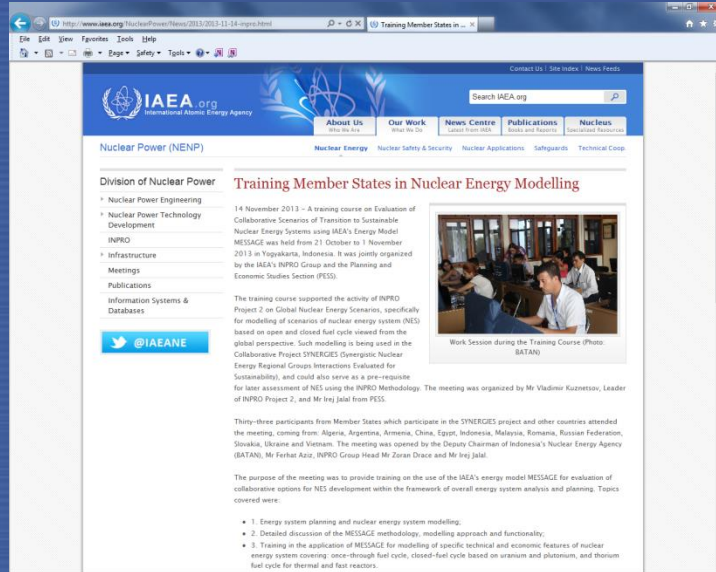 http://www.iaea.org/NuclearPower/News/2013/2013-11-14-inpro.html
Training Member States in ...
File Edit View Favorites Tools Help
Page Safety Tools
Contact Us | Site Index | News Feeds
IAEA.org
International Atomic Energy Agency
Search IAEA.org
About Us Our Work News Centre Publications Nucleus
Who We Are What We Do Latest from IAEA Books and Reports Specialized Resources
Nuclear Power (NENP)
Nuclear Energy Nuclear Safety & Security Nuclear Applications Safeguards Technical Coop.
Division of Nuclear Power
Nuclear Power Engineering
Nuclear Power Technology
Development
INPRO
Infrastructure
Meetings
Publications
Information Systems &
Databases
@IAEANE
Training Member States in Nuclear Energy Modelling
14 November 2013 – A training course on Evaluation of
Collaborative Scenarios of Transition to Sustainable
Nuclear Energy Systems using IAEA's Energy Model
MESSAGE was held from 21 October to 1 November
2013 in Yogyakarta, Indonesia. It was jointly organized
by the IAEA's INPRO Group and the Planning and
Economic Studies Section (PESS).
The training course supported the activity of INPRO
Project 2 on Global Nuclear Energy Scenarios, specifically
for modelling of scenarios of nuclear energy system (NES)
based on open and closed fuel cycle viewed from the
global perspective. Such modelling is being used in the
Collaborative Project SYNERGIES (Synergistic Nuclear
Energy Regional Groups Interactions Evaluated for
Sustainability), and could also serve as a pre-requisite
for later assessment of NES using the INPRO Methodology. The meeting was organized by Mr Vladimir Kuznetsov, Leader
of INPRO Project 2, and Mr Irej Jalal from PESS.
Work Session during the Training Course (Photo:
BATAN)
Thirty-three participants from Member States which participate in the SYNERGIES project and other countries attended
the meeting, coming from: Algeria, Argentina, Armenia, China, Egypt, Indonesia, Malaysia, Romania, Russian Federation,
Slovakia, Ukraine and Vietnam. The meeting was opened by the Deputy Chairman of Indonesia's Nuclear Energy Agency
(BATAN), Mr Ferhat Aziz, INPRO Group Head Mr Zoran Drace and Mr Irej Jalal.
The purpose of the meeting was to provide training on the use of the IAEA's energy model MESSAGE for evaluation of
collaborative options for NES development within the framework of overall energy system analysis and planning. Topics
covered were:
1. Energy system planning and nuclear energy system modelling;
2. Detailed discussion of the MESSAGE methodology, modelling approach and functionality;
3. Training in the application of MESSAGE for modelling of specific technical and economic features of nuclear
energy system covering: once-through fuel cycle, closed-fuel cycle based on uranium and plutonium, and thorium
fuel cycle for thermal and fast reactors.